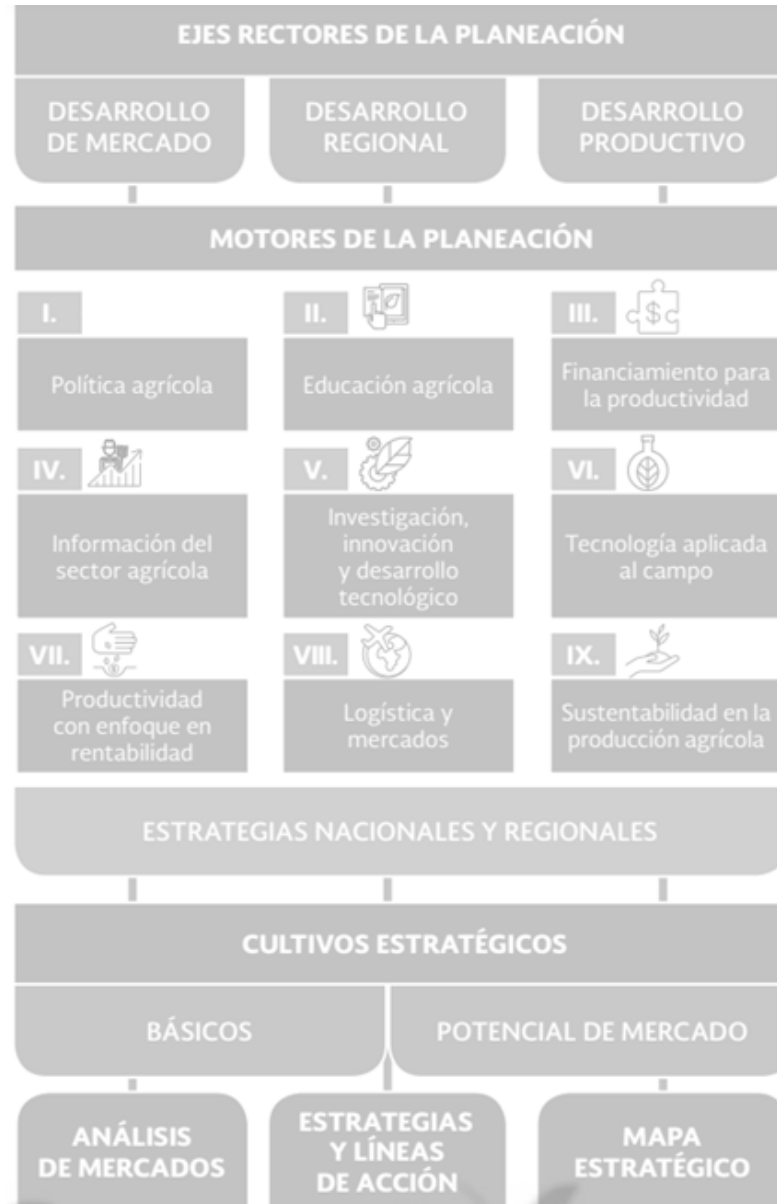 EJES RECTORES DE LA PLANEACIÓN
DESARROLLO
DE MERCADO
DESARROLLO
REGIONAL
DESARROLLO
PRODUCTIVO
MOTORES DE LA PLANEACIÓN
I.
Política agrícola
II.
Educación agrícola
III.
$
Financiamiento para
la productividad
IV.
Información del
sector agrícola
V.
Investigación,
innovación
y desarrollo
tecnológico
VI.
Tecnología aplicada
al campo
VII.
Productividad
con enfoque en
rentabilidad
VIII.
Logística y
mercados
IX.
Sustentabilidad en la
producción agrícola
ESTRATEGIAS NACIONALES Y REGIONALES
CULTIVOS ESTRATÉGICOS
BÁSICOS
POTENCIAL DE MERCADO
ANÁLISIS
DE MERCADOS
ESTRATEGIAS
Y LÍNEAS
DE ACCIÓN
MAPA
ESTRATÉGICO